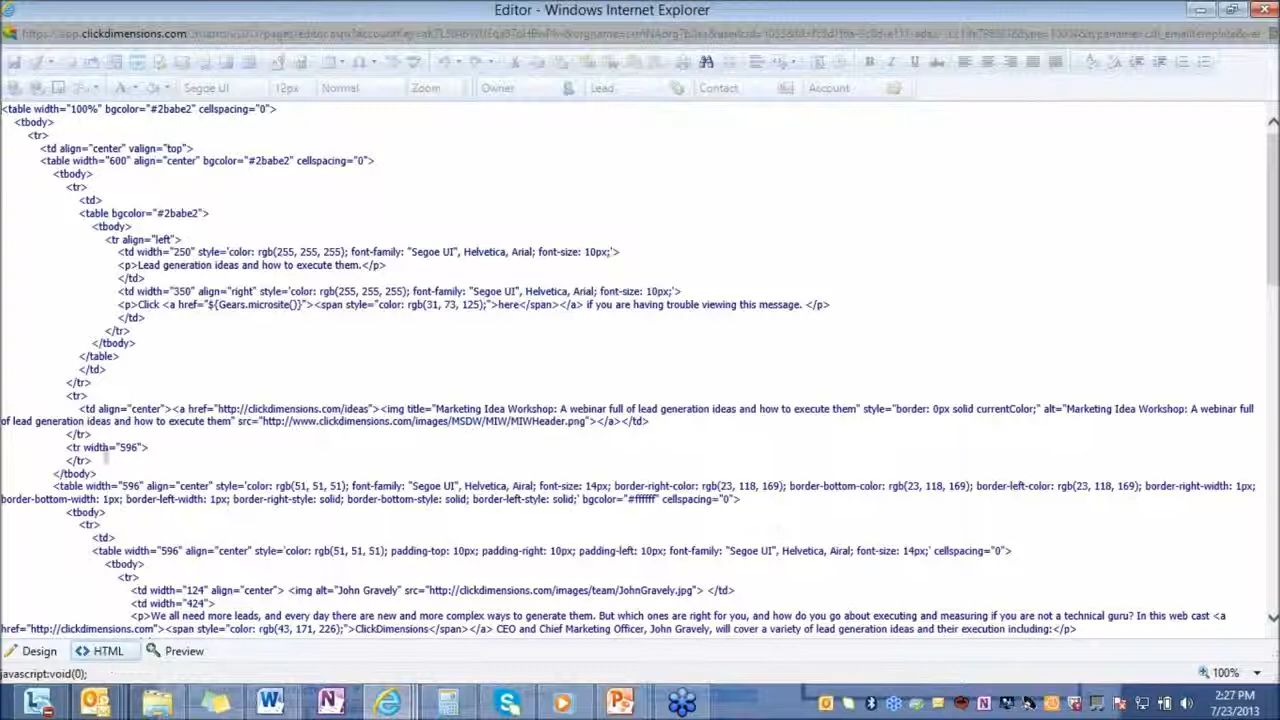 Editor - Windows Internet Explorer
clickdimensions.com
Segoe UI 12px Normal Zoom Owner Lead Contact Account
<table width="100%" bgcolor="#2babe2" cellspacing="0">
<tbody>
<tr>
<td align="center" valign="top">
<table width="600" align="center" bgcolor="#2babe2" cellspacing="0">
<tbody>
<tr>
<td>
<table bgcolor="#2babe2">
<tbody>
<tr align="left">
<td width="250" style='color: rgb(255, 255, 255); font-family: "Segoe UI", Helvetica, Arial; font-size: 10px;'>
<p>Lead generation ideas and how to execute them.</p>
</td>
<td width="350" align="right" style='color: rgb(255, 255, 255); font-family: "Segoe UI", Helvetica, Arial; font-size: 10px;'>
<p>Click <a href="${Gears.microsite()}"><span style="color: rgb(31, 73, 125);">here</span></a> if you are having trouble viewing this message. </p>
</td>
</tr>
</tbody>
</table>
</td>
</tr>
<tr>
<td align="center"><a href="http://clickdimensions.com/ideas"><img title="Marketing Idea Workshop: A webinar full of lead generation ideas and how to execute them" style="border: 0px solid currentColor;" alt="Marketing Idea Workshop: A webinar full
of lead generation ideas and how to execute them" src="http://www.clickdimensions.com/images/MSDW/MIW/MIWHeader.png"></a></td>
</tr>
<tr width="596">
</tr>
</tbody>
<table width="596" align="center" style='color: rgb(51, 51, 51); font-family: "Segoe UI", Helvetica, Arial; font-size: 14px; border-right-color: rgb(23, 118, 169); border-bottom-color: rgb(23, 118, 169); border-left-color: rgb(23, 118, 169); border-right-width: 1px;
border-bottom-width: 1px; border-left-width: 1px; border-right-style: solid; border-bottom-style: solid; border-left-style: solid;' bgcolor="#ffffff" cellspacing="0">
<tbody>
<tr>
<td>
<table width="596" align="center" style='color: rgb(51, 51, 51); padding-top: 10px; padding-right: 10px; padding-left: 10px; font-family: "Segoe UI", Helvetica, Airal; font-size: 14px;' cellspacing="0">
<tbody>
<tr>
<td width="124" align="center"> <img alt="John Gravely" src="http://clickdimensions.com/images/team/JohnGravely.jpg"> </td>
<td width="424">
<p>We all need more leads, and every day there are new and more complex ways to generate them. But which ones are right for you, and how do you go about executing and measuring if you are not a technical guru? In this web cast <a
href="http://clickdimensions.com"><span style="color: rgb(43, 171, 226);">ClickDimensions</span></a> CEO and Chief Marketing Officer, John Gravely, will cover a variety of lead generation ideas and their execution including:</p>
Design HTML Preview
javascript:void(0);
100%
2:27 PM
7/23/2013